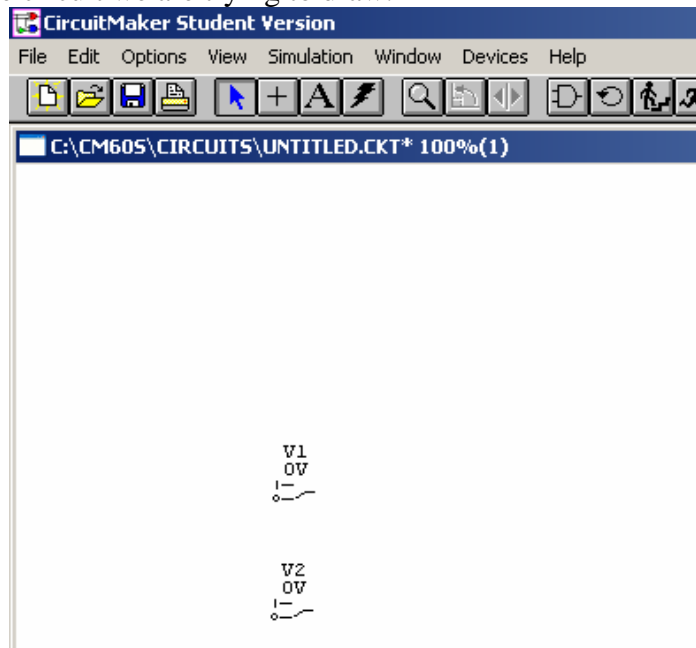 CircuitMaker Student Version
File Edit Options View Simulation Window Devices Help
A
C:\CM60S\CIRCUITS\UNTITLED.CKT* 100%(1)
V1
0V
V2
0V